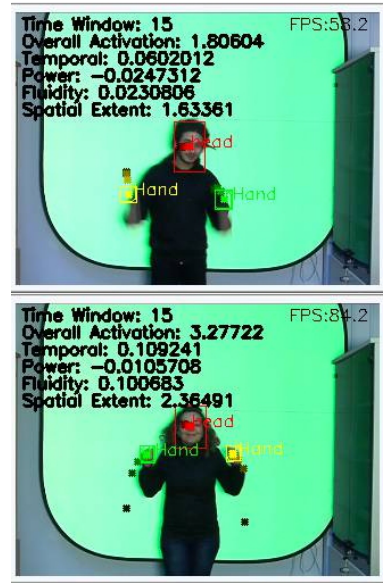 Time Window: 15
FPS:58.2
Overall Activation: 1.80604
Temporal: 0.0602012
Power: -0.0247312
Fluidity: 0.0230806
Spatial Extent: 1.63361
head
Hand
Hand
Time Window: 15
FPS:84.2
Overall Activation: 3.27722
Temporal: 0.109241
Power: -0.0105708
Fluidity: 0.100683
Spatial Extent: 2.36491
head
Hand
Hand